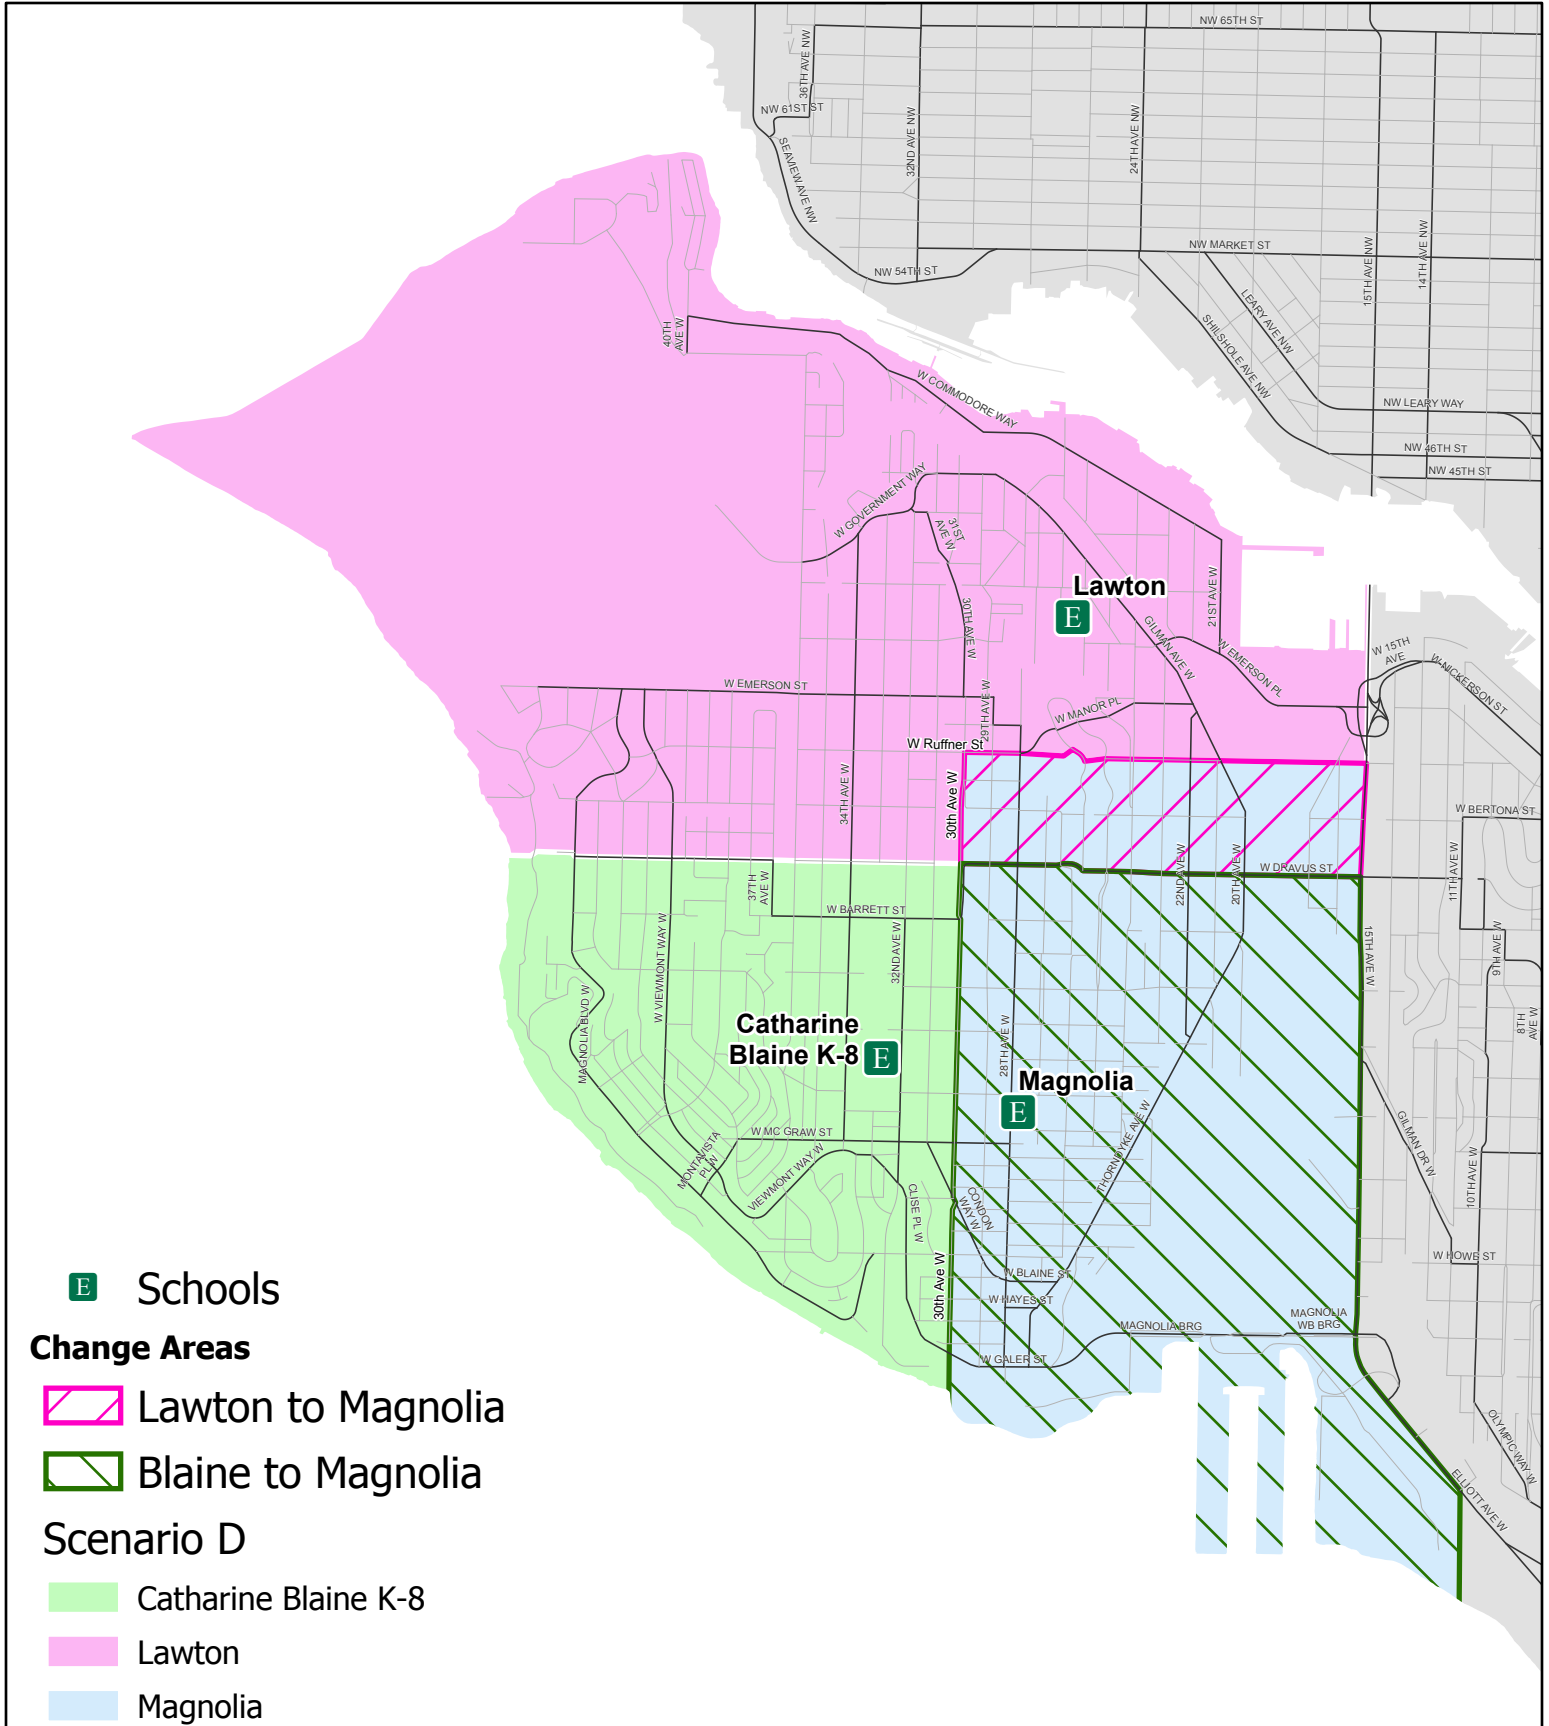 NW 65TH ST
36TH AVE NW
NW 61ST ST
SEAVIEW AVE NW
32ND AVE NW
24TH AVE NW
NW 54TH ST
NW MARKET ST
15TH AVE NW
14TH AVE NW
LEARY AVE NW
SHILSHOLE AVE NW
NW LEARY WAY
NW 46TH ST
NW 45TH ST
40TH
AVE W
W COMMODORE WAY
W GOVERNMENT WAY
31ST
AVE W
30TH AVE W
Lawton
E
21ST AVE W
GILMAN AVE W
W EMERSON PL
W 15TH
AVE
W NICKERSON ST
W EMERSON ST
29TH AVE W
W MANOR PL
W Ruffner St
34TH AVE W
30th Ave W
W BERTONA ST
22ND AVE W
20TH AVE W
W DRAVUS ST
11TH AVE W
37TH
AVE W
W BARRETT ST
W VIEWMONT WAY W
32ND AVE W
15TH AVE W
9TH AVE W
8TH
AVE W
MAGNOLIA BLVD W
Catharine
Blaine K-8
E
28TH AVE W
Magnolia
E
W MC GRAW ST
MONTAVISTA
PL W
VIEWMONT WAY W
THORNDYKE AVE W
GILMAN DR W
10TH AVE W
CLISE PL W
CONDON
WAY W
30th Ave W
W BLAINE ST
W HAYES ST
W HOWE ST
MAGNOLIA BRG
MAGNOLIA
WB BRG
W GALER ST
OLYMPIC WAY W
ELLIOTT AVE W
E Schools
Change Areas
Lawton to Magnolia
Blaine to Magnolia
Scenario D
Catharine Blaine K-8
Lawton
Magnolia